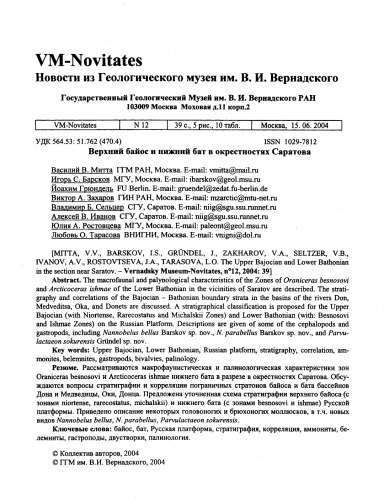 VM-Novitates
Новости из Геологического музея им. В. И. Вернадского
Государственный Геологический Музей им. В. И. Вернадского РАН
103009 Москва Моховая д.11 корп.2
VM-Novitates N 12 39 с., 5 рис., 10 табл. Москва, 15. 06. 2004
УДК 564.53: 51.762 (470.4) ISSN 1029-7812
Верхний байос и нижний бат в окрестностях Саратова
Василий В. Митта ГГМ РАН, Москва. E-mail: vmitta@mail.ru
Игорь С. Барсков МГУ, Москва. E-mail: ibarskov@geol.msu.ru
Йоахим Грюндель FU Berlin. E-mail: gruendel@zedat.fu-berlin.de
Виктор А. Захаров ГИН РАН, Москва. E-mail: mzarctic@mtu-net.ru
Владимир Б. Сельцер СГУ, Саратов. E-mail: niig@sgu.ssu.runnet.ru
Алексей В. Иванов СГУ, Саратов. E-mail: niig@sgu.ssu.runnet.ru
Юлия А. Ростовцева МГУ, Москва. E-mail: paleont@geol.msu.ru
Любовь О. Тарасова ВНИГНИ, Москва. E-mail: vnigni@dol.ru
[MITTA, V.V., BARSKOV, I.S., GRÜNDEL, J., ZAKHAROV, V.A., SELTZER, V.B.,
IVANOV, A.V., ROSTOVTSEVA, J.A., TARASOVA, L.O. The Upper Bajocian and Lower Bathonian
in the section near Saratov. – Vernadsky Museum-Novitates, n°12, 2004: 39]
Abstract. The macrofaunal and palynological characteristics of the Zones of Oraniceras besnosovi
and Arcticoceras ishmae of the Lower Bathonian in the vicinities of Saratov are described. The strati-
graphy and correlations of the Bajocian – Bathonian boundary strata in the basins of the rivers Don,
Medveditsa, Oka, and Donets are discussed. A stratigraphical classification is proposed for the Upper
Bajocian (with Niortense, Rarecostatus and Michalskii Zones) and Lower Bathonian (with: Besnosovi
and Ishmae Zones) on the Russian Platform. Descriptions are given of some of the cephalopods and
gastropods, including Nannobelus bellus Barskov sp. nov., N. parabellus Barskov sp. nov., and Parvu-
lactaeon sokurensis Gründel sp. nov.
Key words: Upper Bajocian, Lower Bathonian, Russian platform, stratigraphy, correlation, am-
monites, belemnites, gastropods, bivalvies, palinology.
Резюме. Рассматриваются макрофаунистическая и палинологическая характеристики зон
Oraniceras besnosovi и Arcticoceras ishmae нижнего бата в разрезе в окрестностях Саратова. Обсу-
ждаются вопросы стратиграфии и корреляции пограничных стратонов байоса и бата бассейнов
Дона и Медведицы, Оки, Донца. Предложена уточненная схема стратиграфии верхнего байоса (с
зонами niortense, rarecostatus, michalskii) и нижнего бата (с зонами besnosovi и ishmae) Русской
платформы. Приведено описание некоторых головоногих и брюхоногих моллюсков, в т.ч. новых
видов Nannobelus bellus, N. parabellus, Parvulactaeon sokurensis.
Ключевые слова: байос, бат, Русская платформа, стратиграфия, корреляция, аммониты, бе-
лемниты, гастроподы, двустворки, палинология.
© Коллектив авторов, 2004
© ГГМ им. В.И. Вернадского, 2004